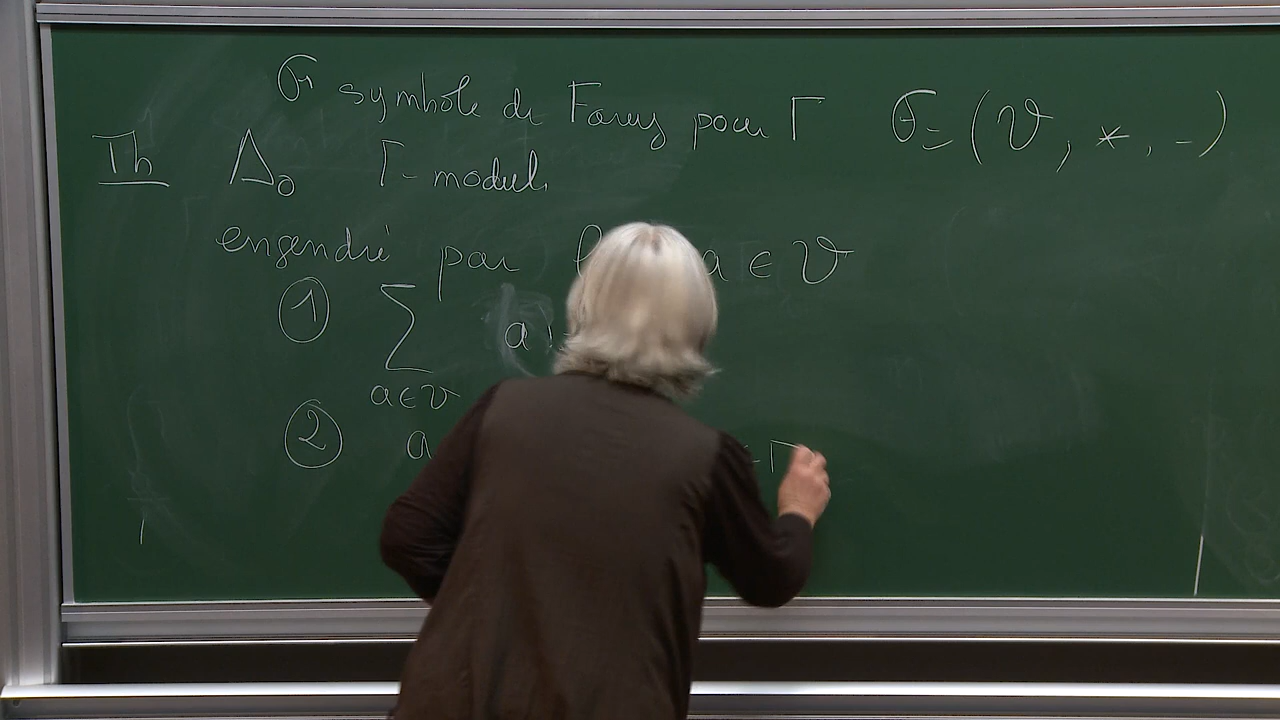 𝓕 symbole de Farey pour Γ 𝓕 = (𝒱, *, -)
Th Δ₀ Γ-module
engendré par a ∈ 𝒱
① ∑ a
a∈𝒱
② a Γ